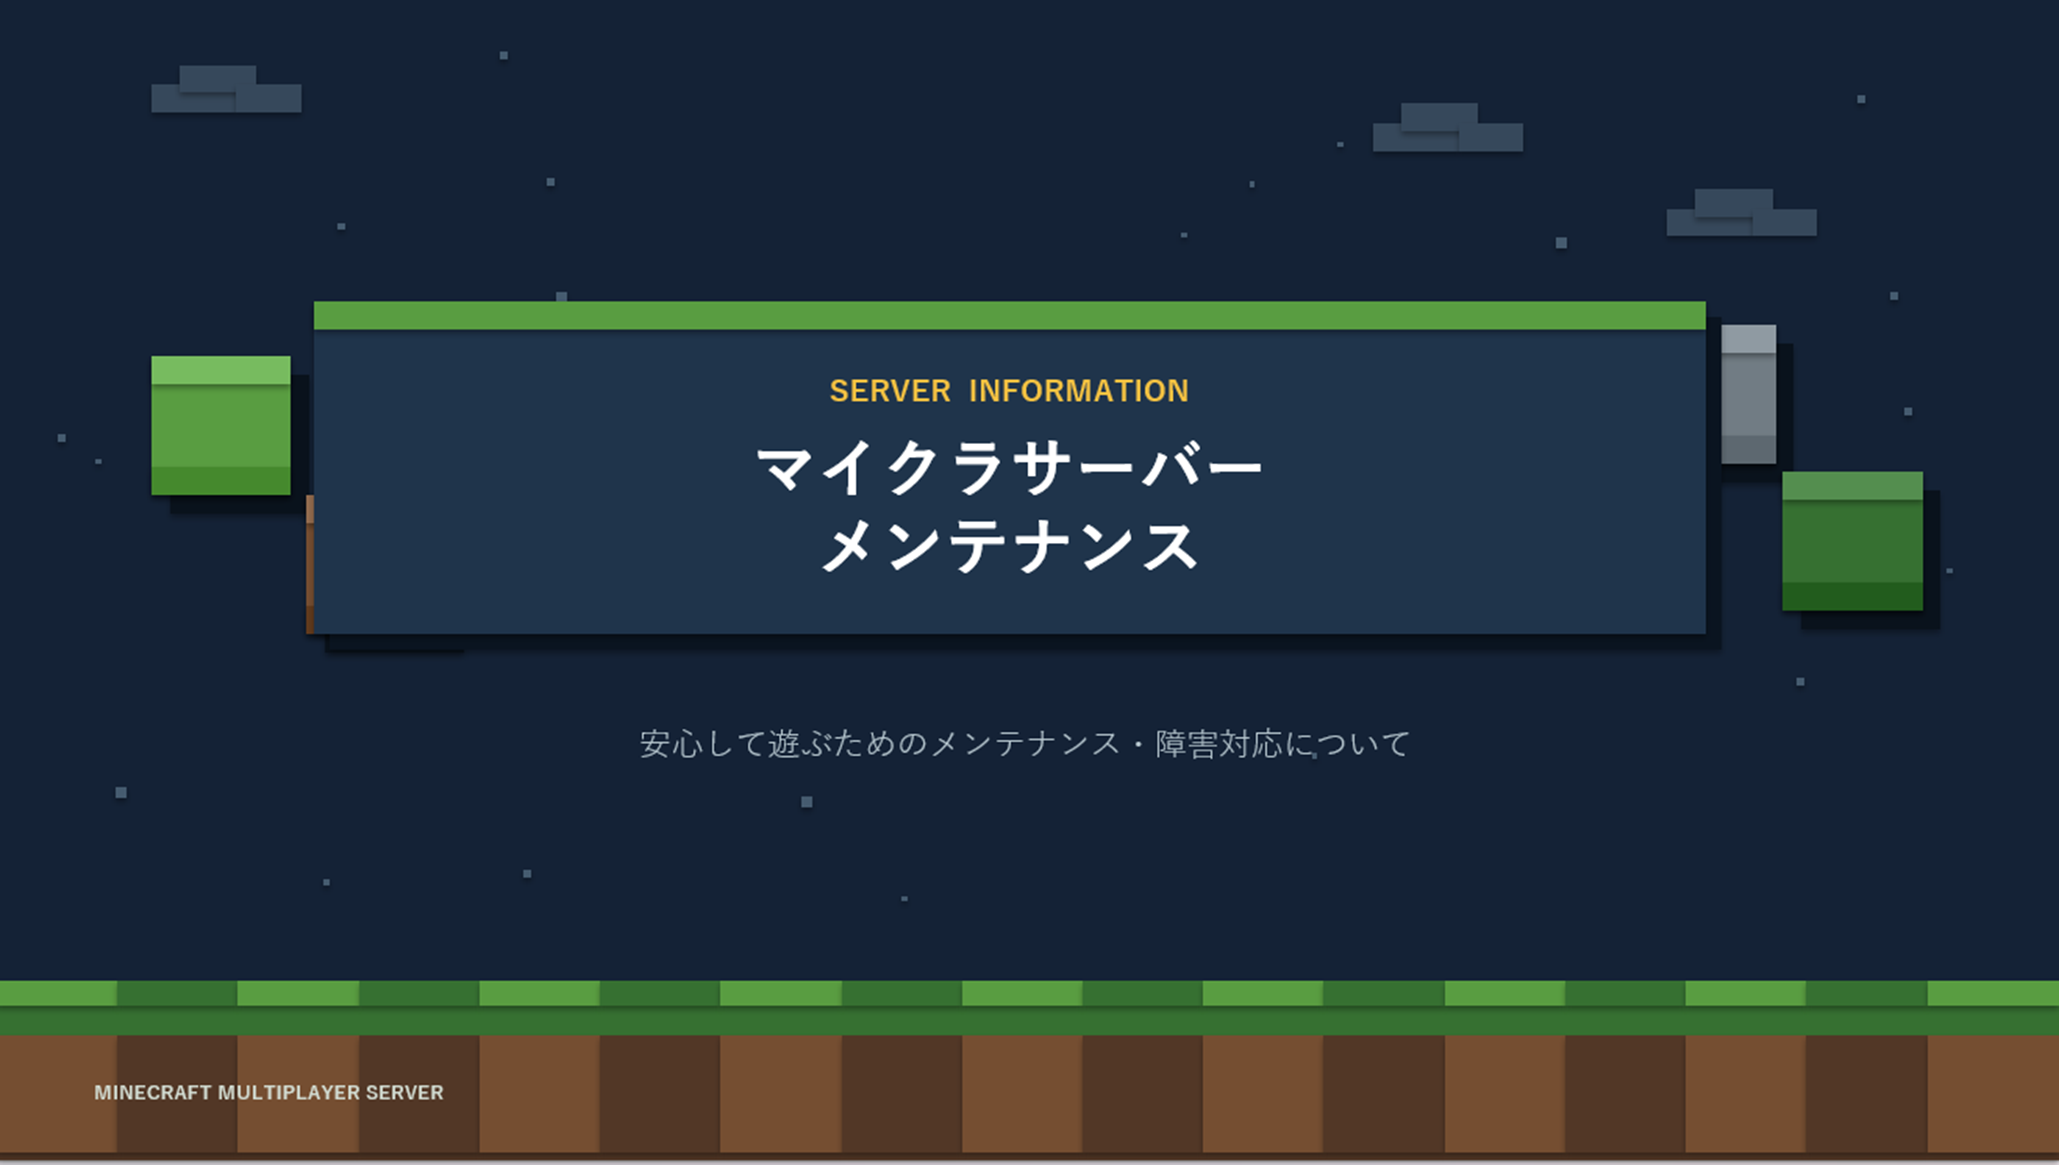 SERVER INFORMATION
マイクラサーバー
メンテナンス
安心して遊ぶためのメンテナンス・障害対応について
MINECRAFT MULTIPLAYER SERVER